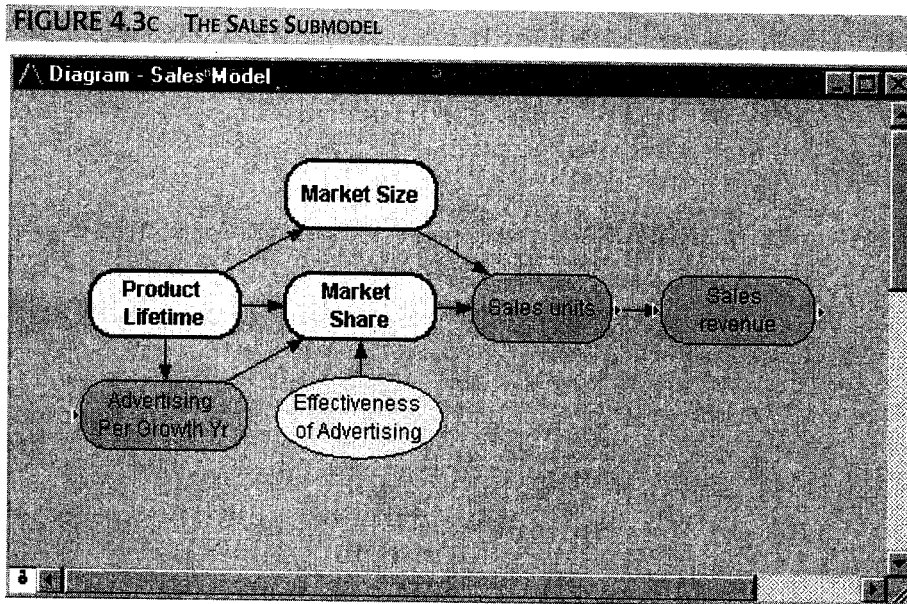 FIGURE 4.3C THE SALES SUBMODEL
Diagram - Sales Model
Market Size
Product
Lifetime
Market
Share
Sales units
Sales
revenue
Advertising
Per Growth Yr
Effectiveness
of Advertising